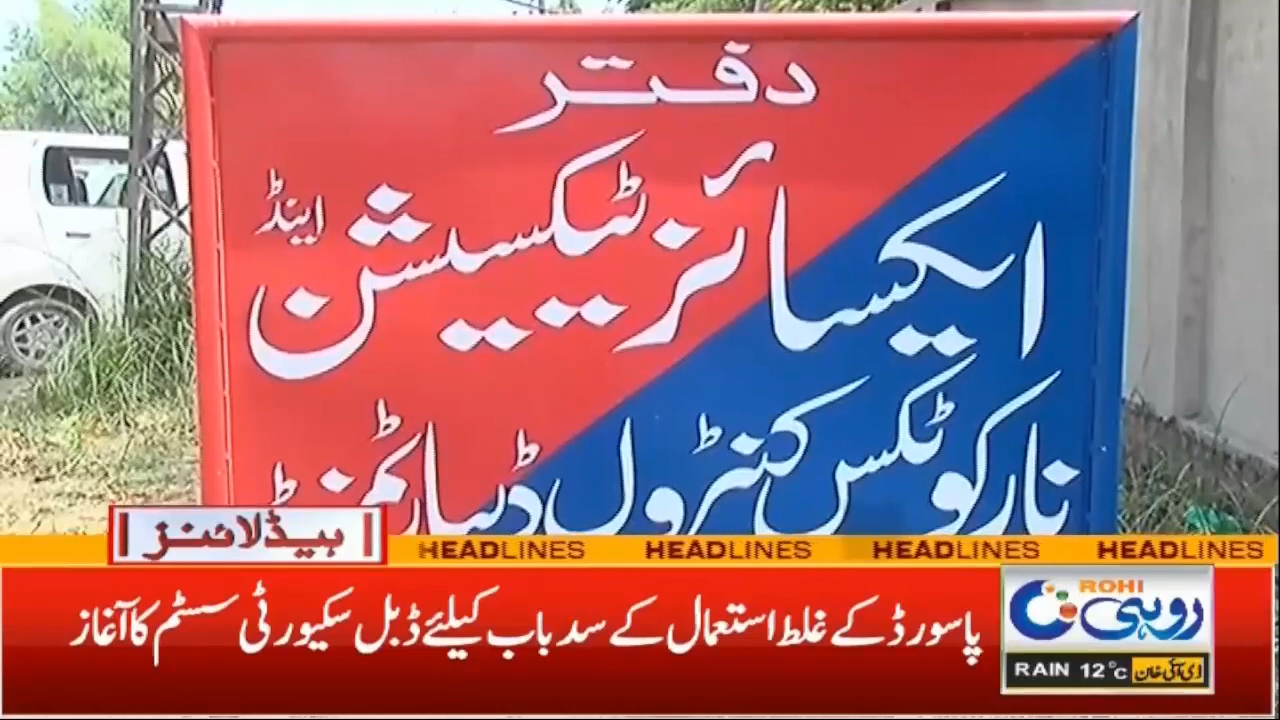 دفتر
ایکسائز ٹیکسیشن اینڈ
نارکوٹکس کنٹرول ڈیپارٹمنٹ
ہیڈلائنز
HEADLINES HEADLINES HEADLINES HEADLINES
پاسورڈ کے غلط استعمال کے سدباب کیلئے ڈبل سکیورٹی سسٹم کا آغاز
ROHI
روہی
RAIN 12°C ڈی آئی خان